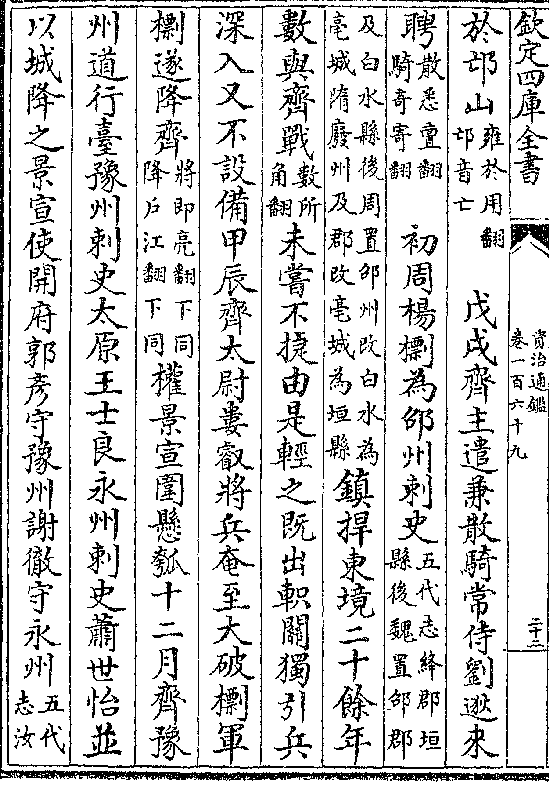 欽定四庫全書
資治通鑑
卷一百六十九
二十二
於邙山雍於用翻邙音亡　戊戌齊主遣兼散騎常侍劉逖來
聘散悉亶翻騎奇寄翻　初周楊檦為邵州刺史五代志絳郡垣縣後魏置邵郡
及白水縣後周置邵州改白水為亳城隋廢州及郡改亳城為垣縣鎮捍東境二十餘年
數與齊戰數所角翻未嘗不捷由是輕之既出軹關獨引兵
深入又不設備甲辰齊太尉婁叡將兵奄至大破檦軍
檦遂降齊將即亮翻下同降戶江翻下同權景宣圍懸瓠十二月齊豫
州道行臺豫州刺史太原王士良永州刺史蕭世怡並
以城降之景宣使開府郭彥守豫州謝徹守永州五代志汝